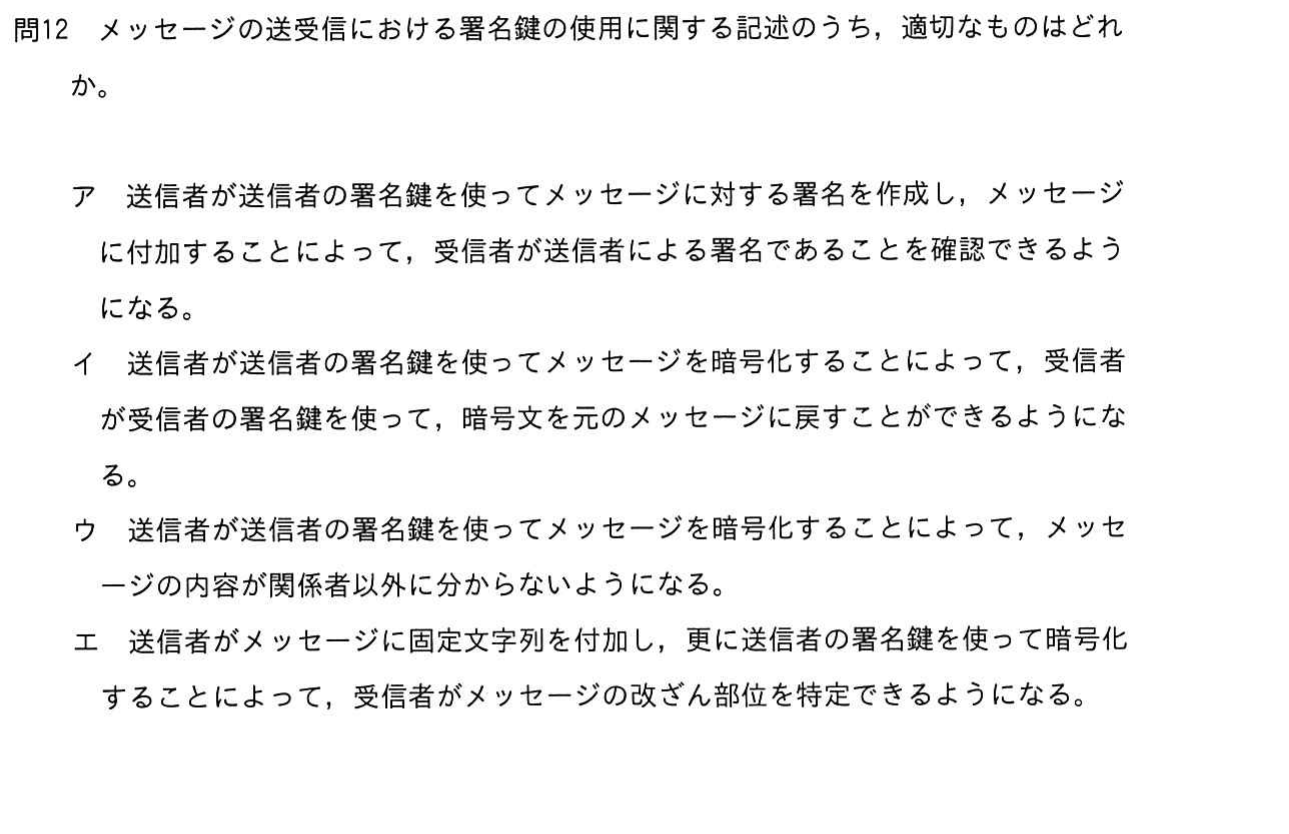 問12　メッセージの送受信における署名鍵の使用に関する記述のうち，適切なものはどれ
か。
ア　送信者が送信者の署名鍵を使ってメッセージに対する署名を作成し，メッセージ
に付加することによって，受信者が送信者による署名であることを確認できるよう
になる。
イ　送信者が送信者の署名鍵を使ってメッセージを暗号化することによって，受信者
が受信者の署名鍵を使って，暗号文を元のメッセージに戻すことができるようにな
る。
ウ　送信者が送信者の署名鍵を使ってメッセージを暗号化することによって，メッセ
ージの内容が関係者以外に分からないようになる。
エ　送信者がメッセージに固定文字列を付加し，更に送信者の署名鍵を使って暗号化
することによって，受信者がメッセージの改ざん部位を特定できるようになる。